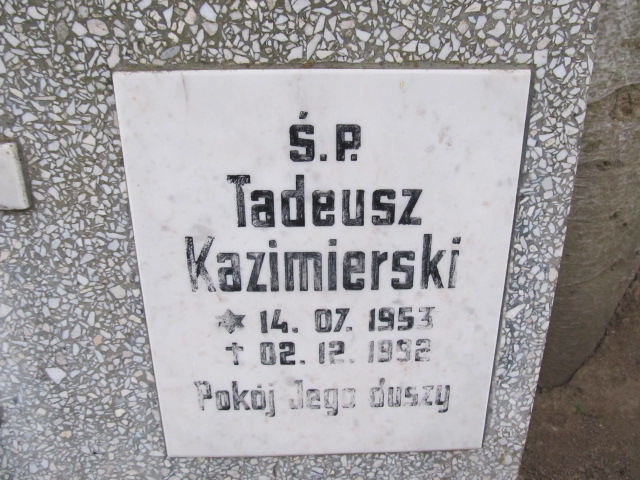 Ś.P.
Tadeusz
Kazimierski
* 14. 07. 1953
† 02. 12. 1992
Pokój Jego duszy